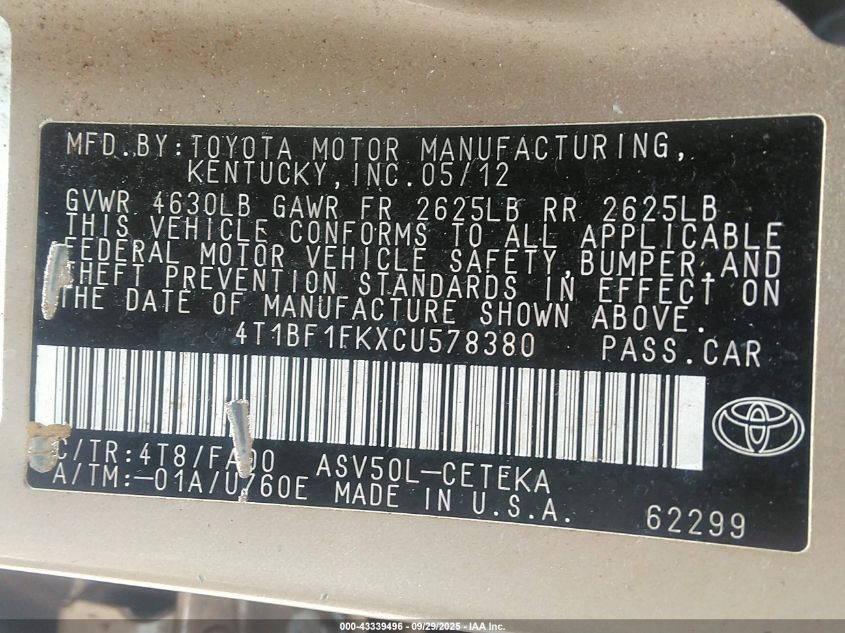 MFD.BY:TOYOTA MOTOR MANUFACTURING,
KENTUCKY,INC.05/12
GVWR 4630LB GAWR FR 2625LB RR 2625LB
THIS VEHICLE CONFORMS TO ALL APPLICABLE
FEDERAL MOTOR VEHICLE SAFETY,BUMPER,AND
THEFT PREVENTION STANDARDS IN EFFECT ON
THE DATE OF MANUFACTURE SHOWN ABOVE.
4T1BF1FKXCU578380 PASS.CAR
C/TR:4T8/FA00 ASV50L-CETEKA
A/TM:-01A/U760E MADE IN U.S.A.
62299
000-43339496 - 09/29/2025 - IAA Inc.